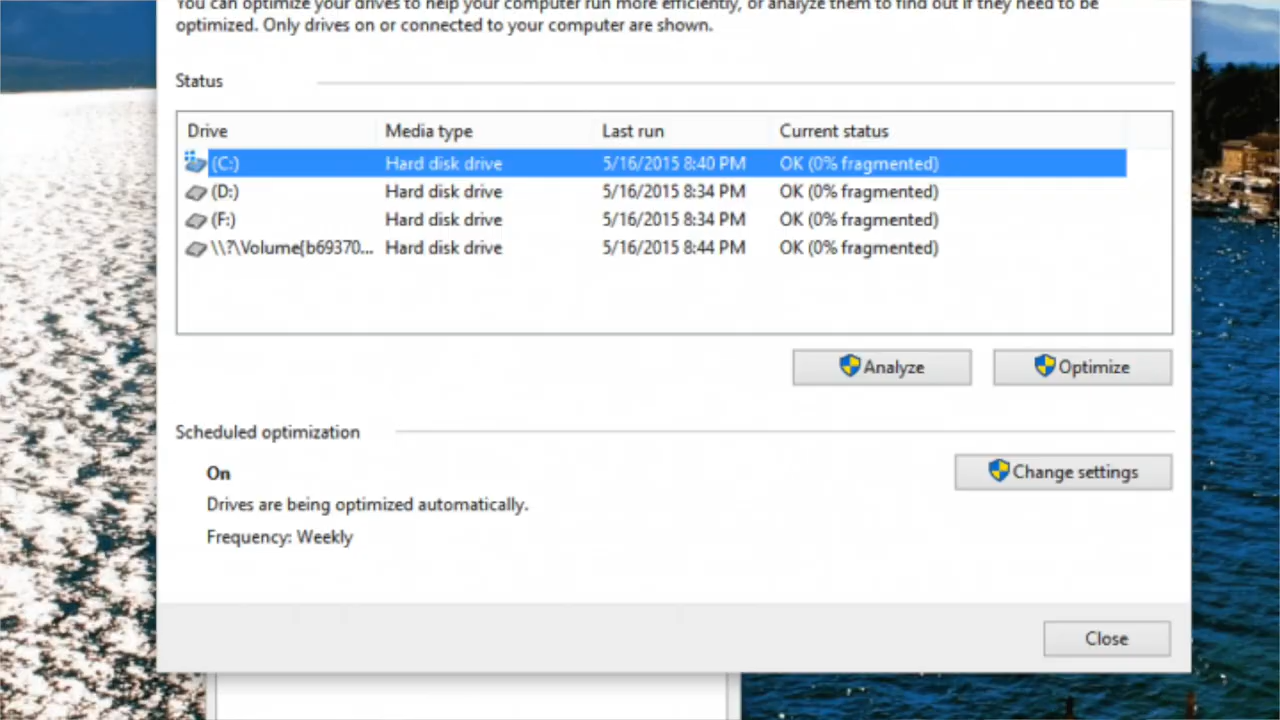 You can optimize your drives to help your computer run more efficiently, or analyze them to find out if they need to be
optimized. Only drives on or connected to your computer are shown.
Status
Drive Media type Last run Current status
(C:) Hard disk drive 5/16/2015 8:40 PM OK (0% fragmented)
(D:) Hard disk drive 5/16/2015 8:34 PM OK (0% fragmented)
(F:) Hard disk drive 5/16/2015 8:34 PM OK (0% fragmented)
\\?\Volume{b69370... Hard disk drive 5/16/2015 8:44 PM OK (0% fragmented)
Analyze Optimize
Scheduled optimization
On
Change settings
Drives are being optimized automatically.
Frequency: Weekly
Close